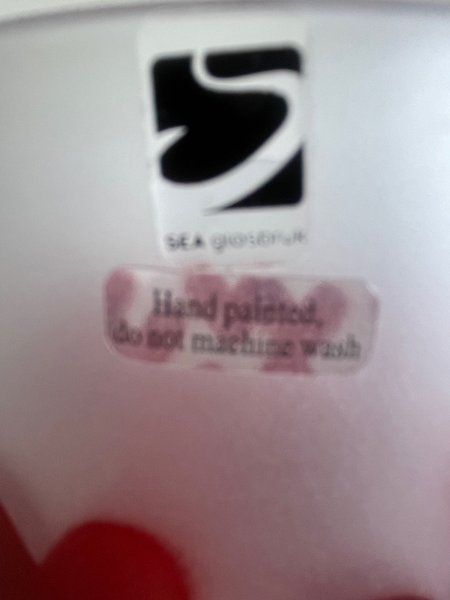 SEA glasbruk
Hand painted,
do not machine wash